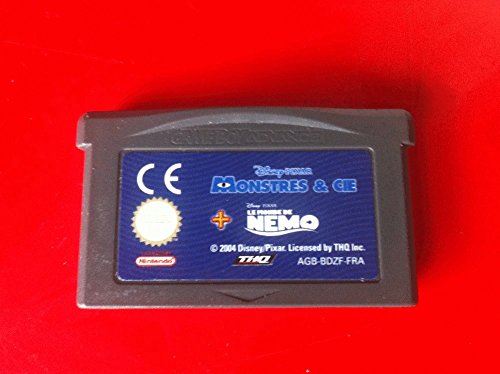 GAME BOY ADVANCE
CE
Disney·PIXAR
MONSTRES & CIE
+
Disney · PIXAR
LE MONDE DE
NEMO
© 2004 Disney/Pixar. Licensed by THQ Inc.
Nintendo
THQ
AGB-BDZF-FRA